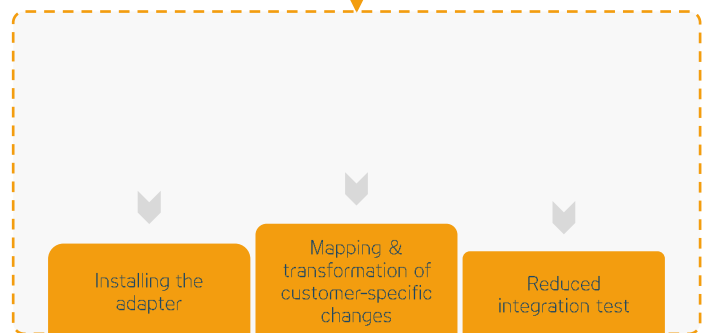 Installing the
adapter
Mapping &
transformation of
customer-specific
changes
Reduced
integration test